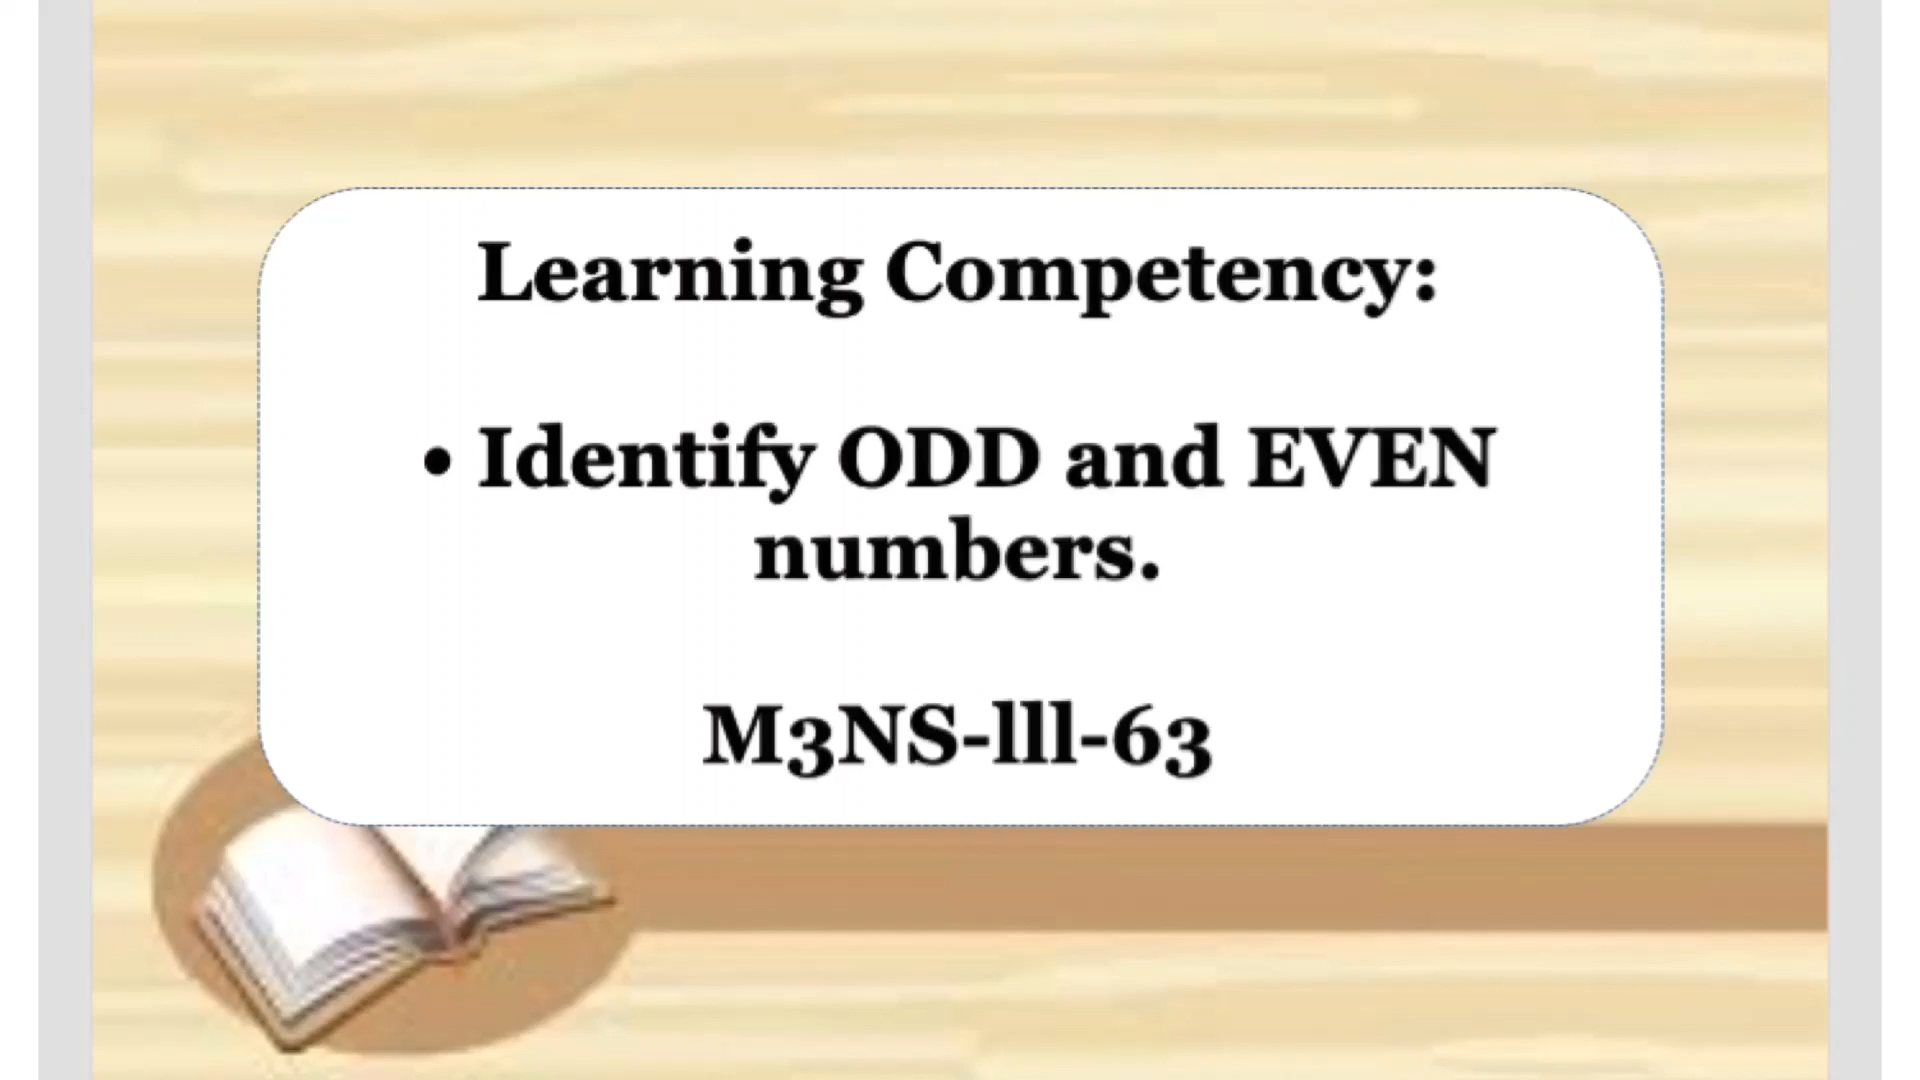 Learning Competency:
• Identify ODD and EVEN
numbers.
M3NS-lll-63